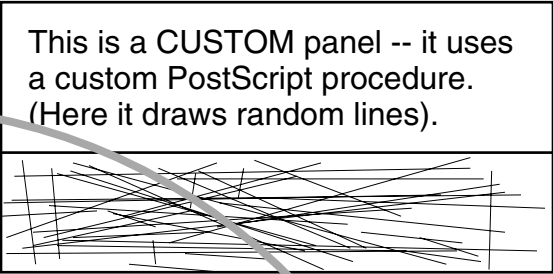 This is a CUSTOM panel -- it uses
a custom PostScript procedure.
(Here it draws random lines).